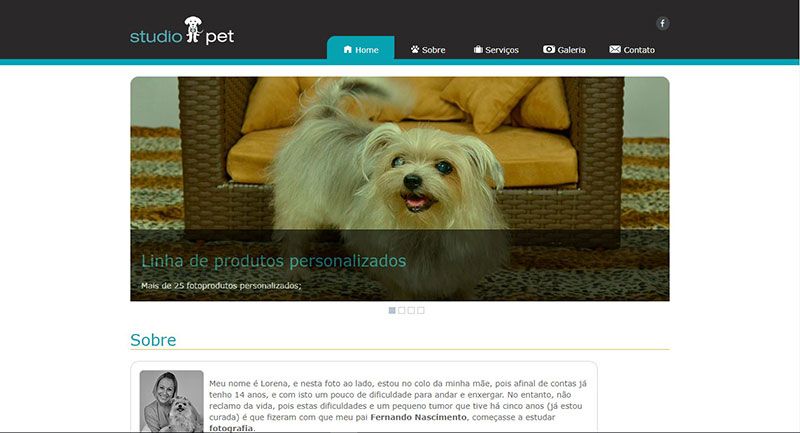 studio pet
f
Home Sobre Serviços Galeria Contato
Linha de produtos personalizados
Mais de 25 fotoprodutos personalizados;
Sobre
Meu nome é Lorena, e nesta foto ao lado, estou no colo da minha mãe, pois afinal de contas já
tenho 14 anos, e com isto um pouco de dificuldade para andar e enxergar. No entanto, não
reclamo da vida, pois estas dificuldades e um pequeno tumor que tive há cinco anos (já estou
curada) é que fizeram com que meu pai Fernando Nascimento, começasse a estudar
fotografia.